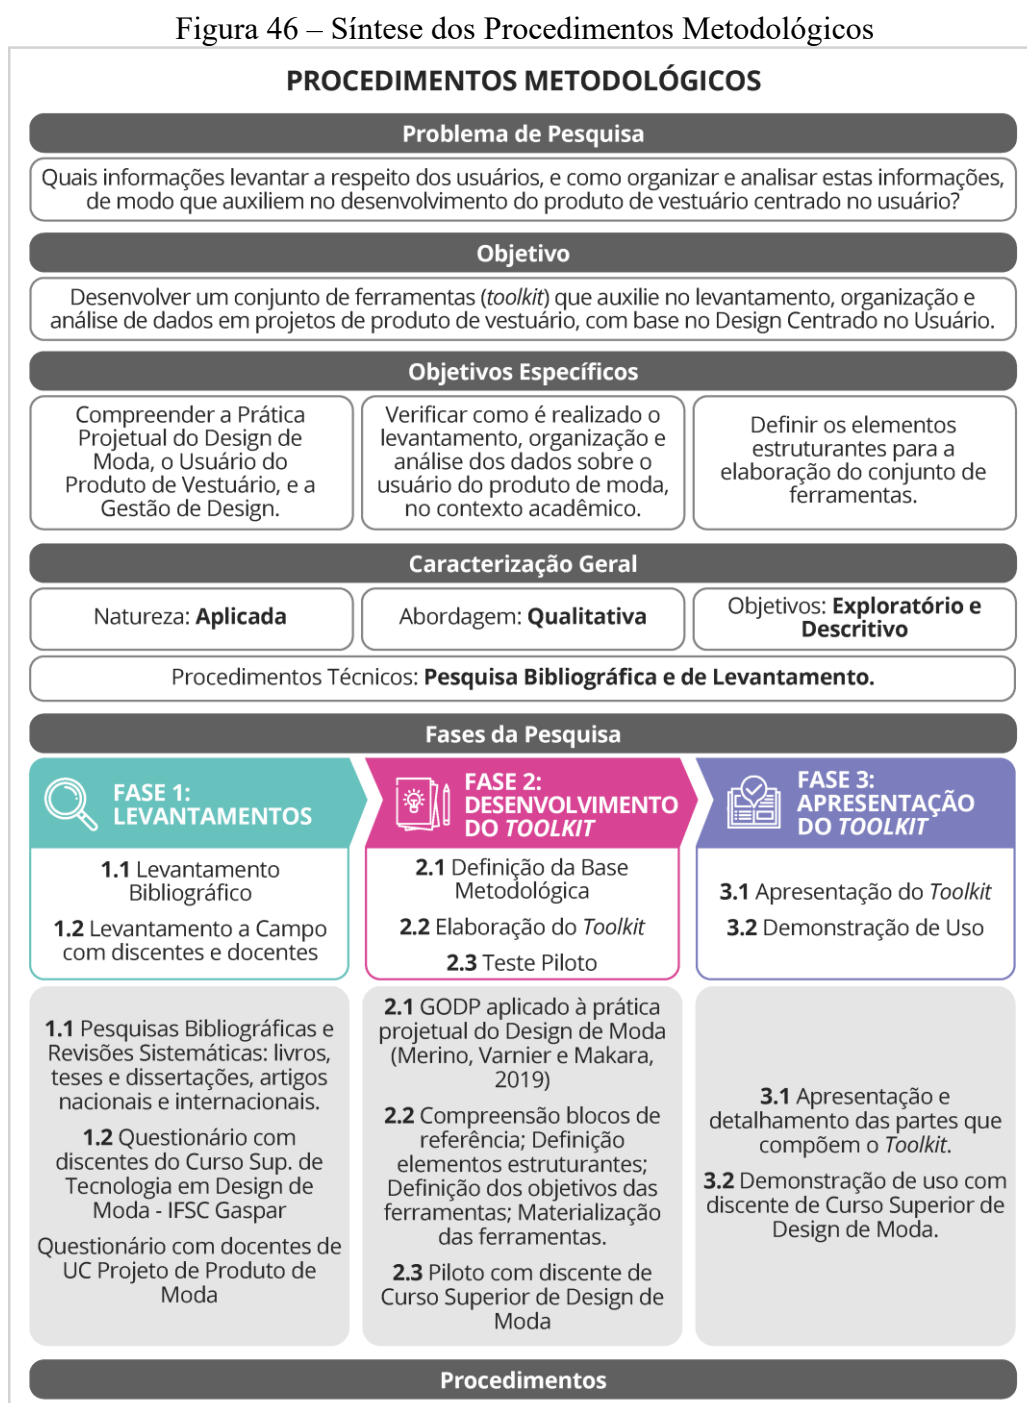 Figura 46 – Síntese dos Procedimentos Metodológicos
PROCEDIMENTOS METODOLÓGICOS
Problema de Pesquisa
Quais informações levantar a respeito dos usuários, e como organizar e analisar estas informações,
de modo que auxiliem no desenvolvimento do produto de vestuário centrado no usuário?
Objetivo
Desenvolver um conjunto de ferramentas (toolkit) que auxilie no levantamento, organização e
análise de dados em projetos de produto de vestuário, com base no Design Centrado no Usuário.
Objetivos Específicos
Compreender a Prática
Projetual do Design de
Moda, o Usuário do
Produto de Vestuário, e a
Gestão de Design.
Verificar como é realizado o
levantamento, organização e
análise dos dados sobre o
usuário do produto de moda,
no contexto acadêmico.
Definir os elementos
estruturantes para a
elaboração do conjunto de
ferramentas.
Caracterização Geral
Natureza: Aplicada
Abordagem: Qualitativa
Objetivos: Exploratório e
Descritivo
Procedimentos Técnicos: Pesquisa Bibliográfica e de Levantamento.
Fases da Pesquisa
FASE 1:
LEVANTAMENTOS
1.1 Levantamento
Bibliográfico
1.2 Levantamento a Campo
com discentes e docentes
1.1 Pesquisas Bibliográficas e
Revisões Sistemáticas: livros,
teses e dissertações, artigos
nacionais e internacionais.
1.2 Questionário com
discentes do Curso Sup. de
Tecnologia em Design de
Moda - IFSC Gaspar
Questionário com docentes de
UC Projeto de Produto de
Moda
FASE 2:
DESENVOLVIMENTO
DO TOOLKIT
2.1 Definição da Base
Metodológica
2.2 Elaboração do Toolkit
2.3 Teste Piloto
2.1 GODP aplicado à prática
projetual do Design de Moda
(Merino, Varnier e Makara,
2019)
2.2 Compreensão blocos de
referência; Definição
elementos estruturantes;
Definição dos objetivos das
ferramentas; Materialização
das ferramentas.
2.3 Piloto com discente de
Curso Superior de Design de
Moda
FASE 3:
APRESENTAÇÃO
DO TOOLKIT
3.1 Apresentação do Toolkit
3.2 Demonstração de Uso
3.1 Apresentação e
detalhamento das partes que
compõem o Toolkit.
3.2 Demonstração de uso com
discente de Curso Superior de
Design de Moda.
Procedimentos